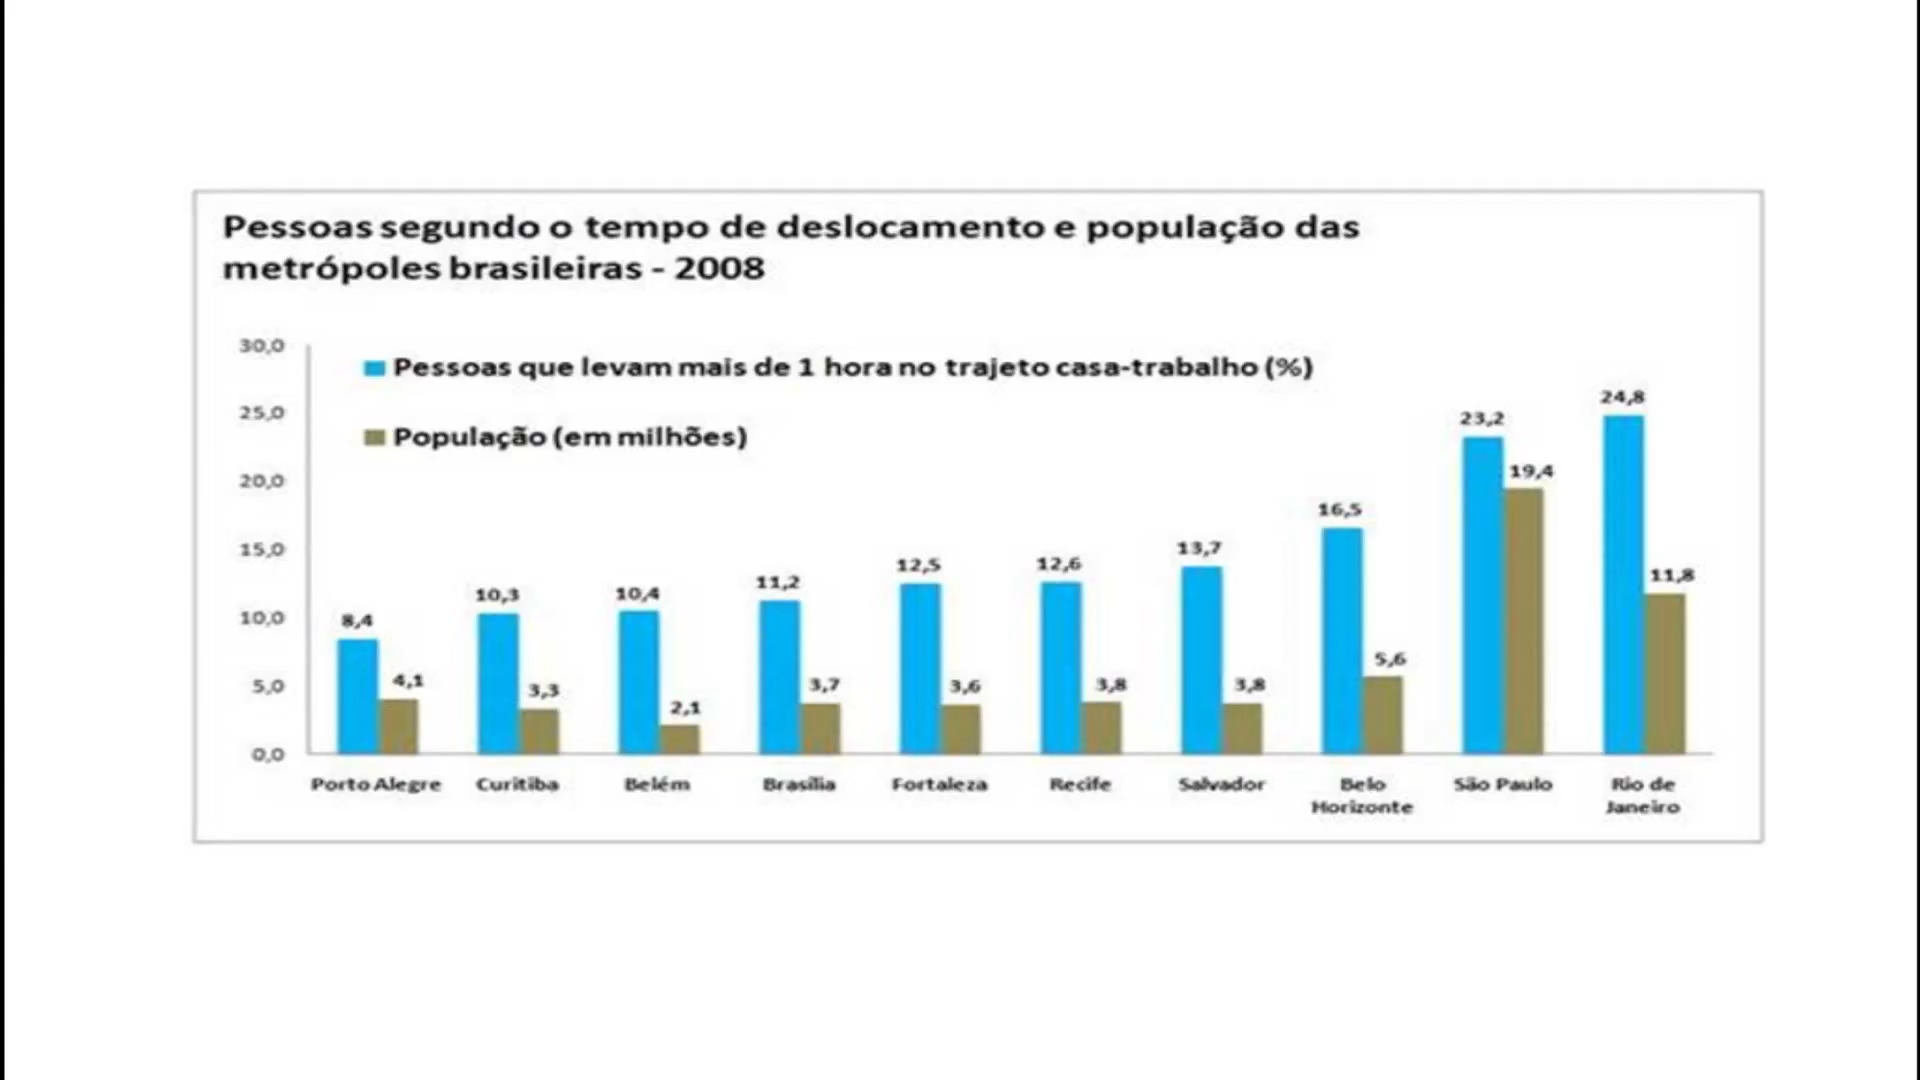 Pessoas segundo o tempo de deslocamento e população das
metrópoles brasileiras - 2008
30,0
25,0
20,0
15,0
10,0
5,0
0,0
Pessoas que levam mais de 1 hora no trajeto casa-trabalho (%)
População (em milhões)
8,4
4,1
10,3
3,3
10,4
2,1
11,2
3,7
12,5
3,6
12,6
3,8
13,7
3,8
16,5
5,6
23,2
19,4
24,8
11,8
Porto Alegre
Curitiba
Belém
Brasília
Fortaleza
Recife
Salvador
Belo
Horizonte
São Paulo
Rio de
Janeiro